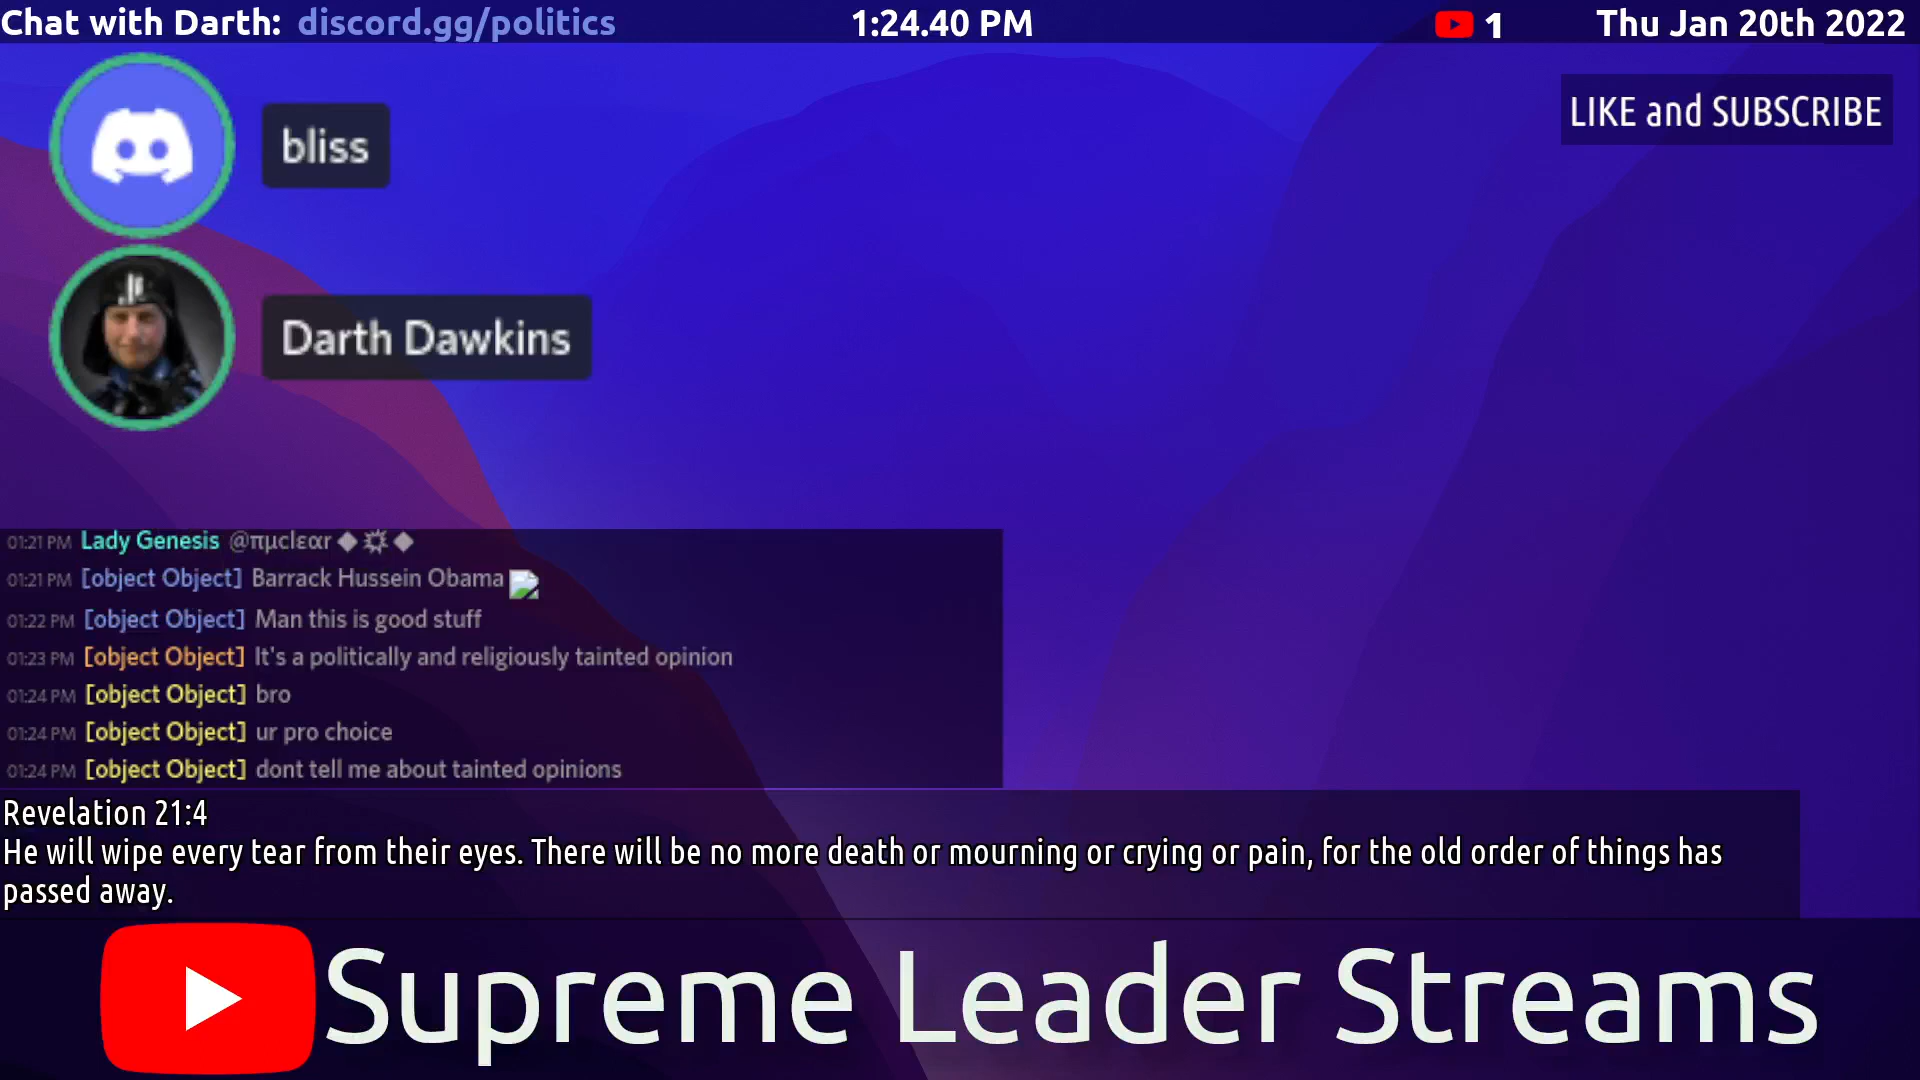 Chat with Darth: discord.gg/politics 1:24.40 PM 1 Thu Jan 20th 2022
LIKE and SUBSCRIBE
bliss
Darth Dawkins
01:21 PM Lady Genesis @πμclεαr
01:21 PM [object Object] Barrack Hussein Obama
01:22 PM [object Object] Man this is good stuff
01:23 PM [object Object] It's a politically and religiously tainted opinion
01:24 PM [object Object] bro
01:24 PM [object Object] ur pro choice
01:24 PM [object Object] dont tell me about tainted opinions
Revelation 21:4
He will wipe every tear from their eyes. There will be no more death or mourning or crying or pain, for the old order of things has
passed away.
Supreme Leader Streams